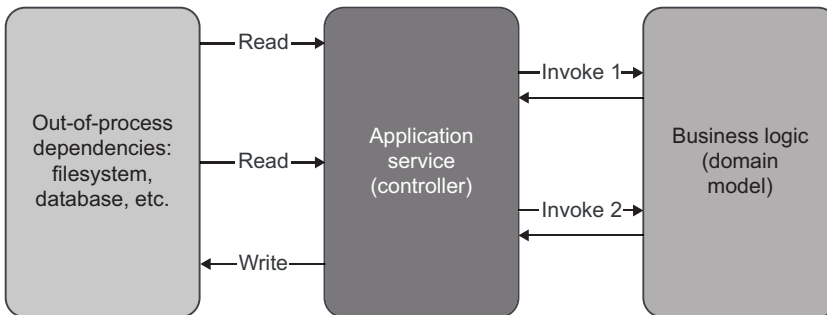 Out-of-process
dependencies:
filesystem,
database, etc.
Read
Read
Write
Application
service
(controller)
Invoke 1
Invoke 2
Business logic
(domain
model)